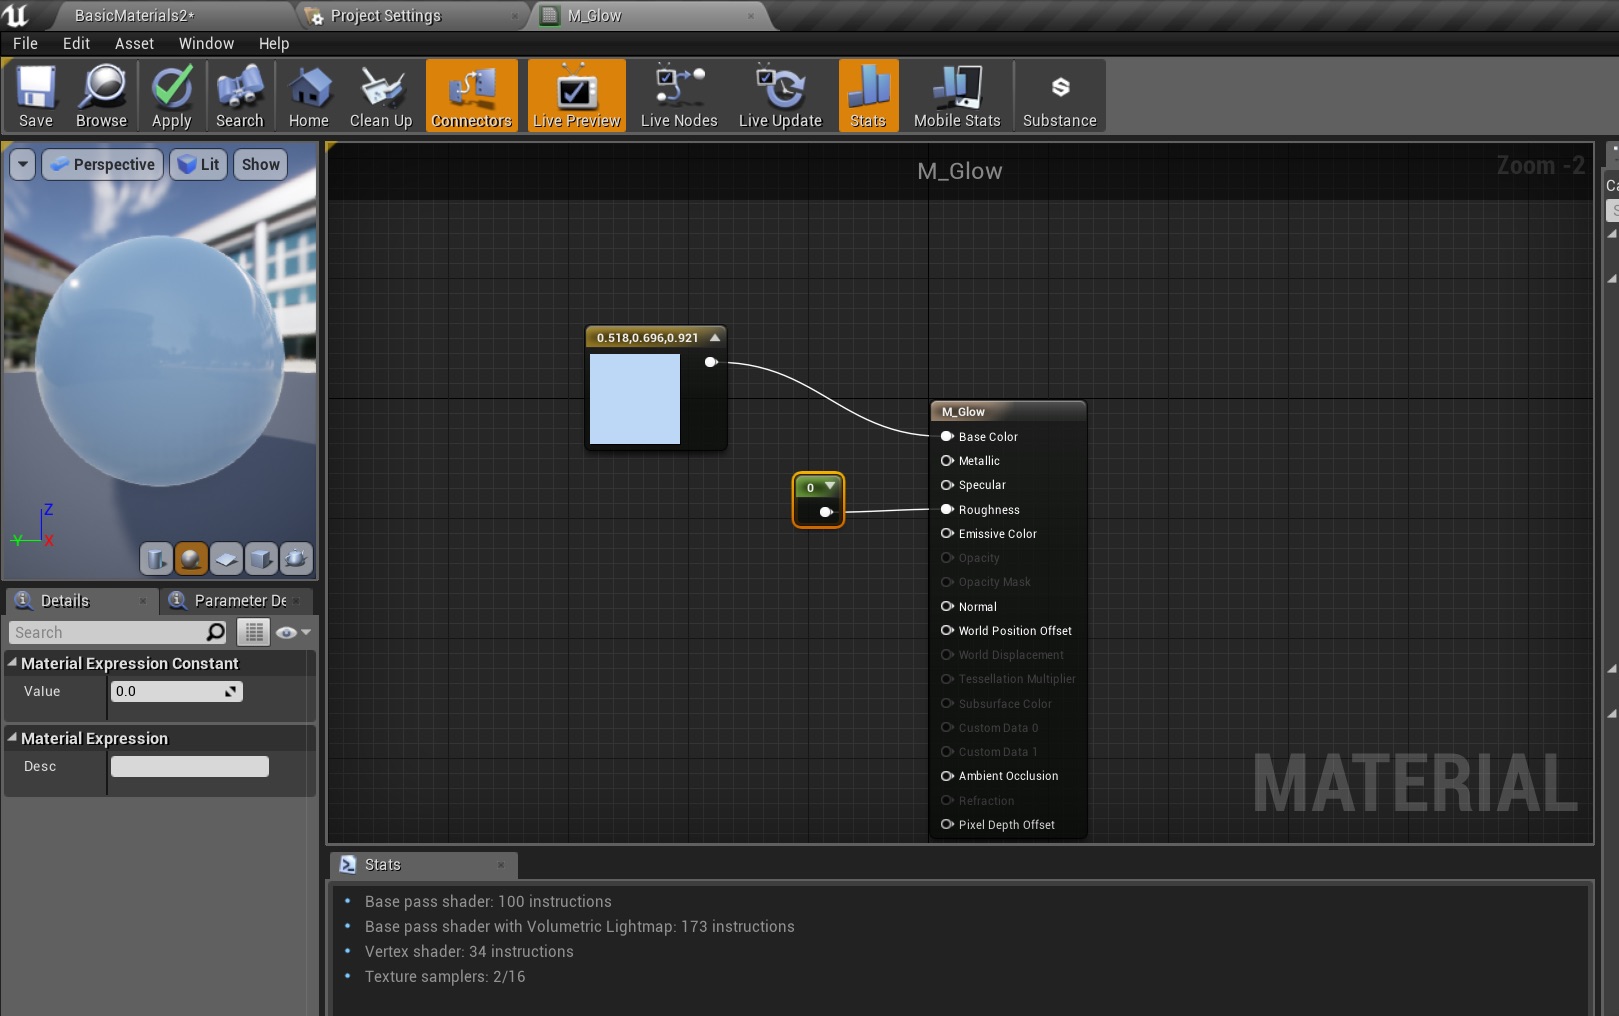 BasicMaterials2*
Project Settings
M_Glow
File Edit Asset Window Help
Save Browse Apply Search Home Clean Up Connectors Live Preview Live Nodes Live Update Stats Mobile Stats Substance
Perspective Lit Show
M_Glow
Zoom -2
0.518,0.696,0.921
M_Glow
Base Color
Metallic
Specular
0
Roughness
Emissive Color
Opacity
Opacity Mask
Normal
World Position Offset
World Displacement
Tessellation Multiplier
Subsurface Color
Custom Data 0
Custom Data 1
Ambient Occlusion
Refraction
Pixel Depth Offset
MATERIAL
Z
Y
X
Details
Parameter De
Search
Material Expression Constant
Value 0.0
Material Expression
Desc
Stats
Base pass shader: 100 instructions
Base pass shader with Volumetric Lightmap: 173 instructions
Vertex shader: 34 instructions
Texture samplers: 2/16